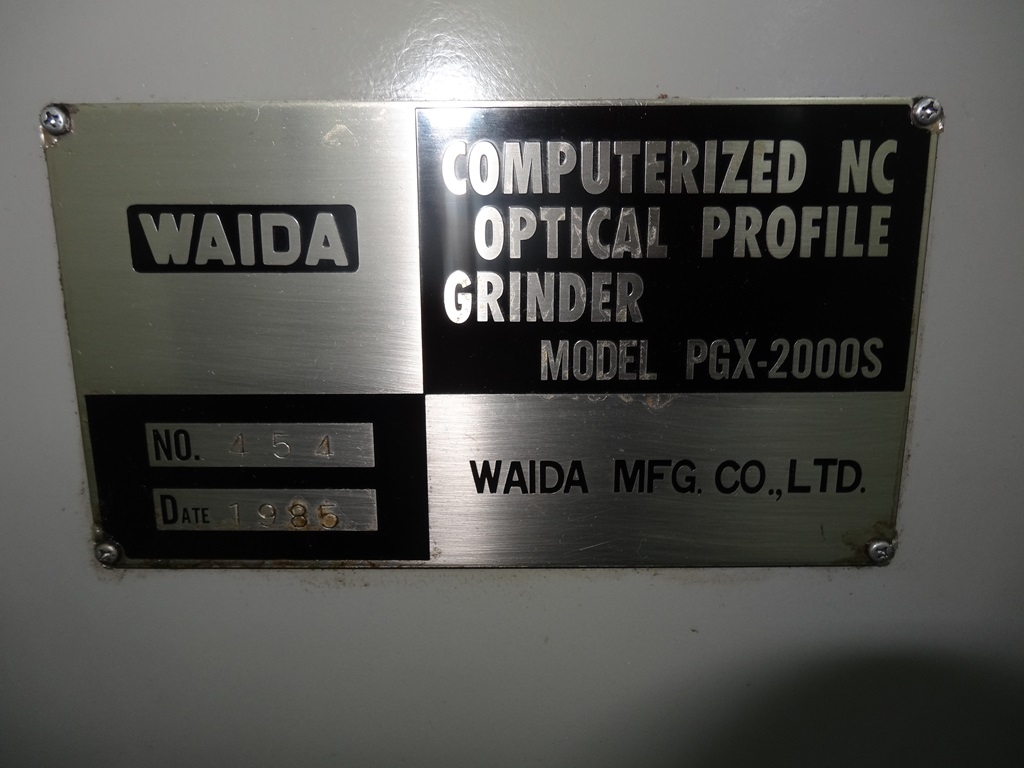 WAIDA
COMPUTERIZED NC
OPTICAL PROFILE
GRINDER
MODEL PGX-2000S
NO. 454
DATE 1985
WAIDA MFG. CO.,LTD.